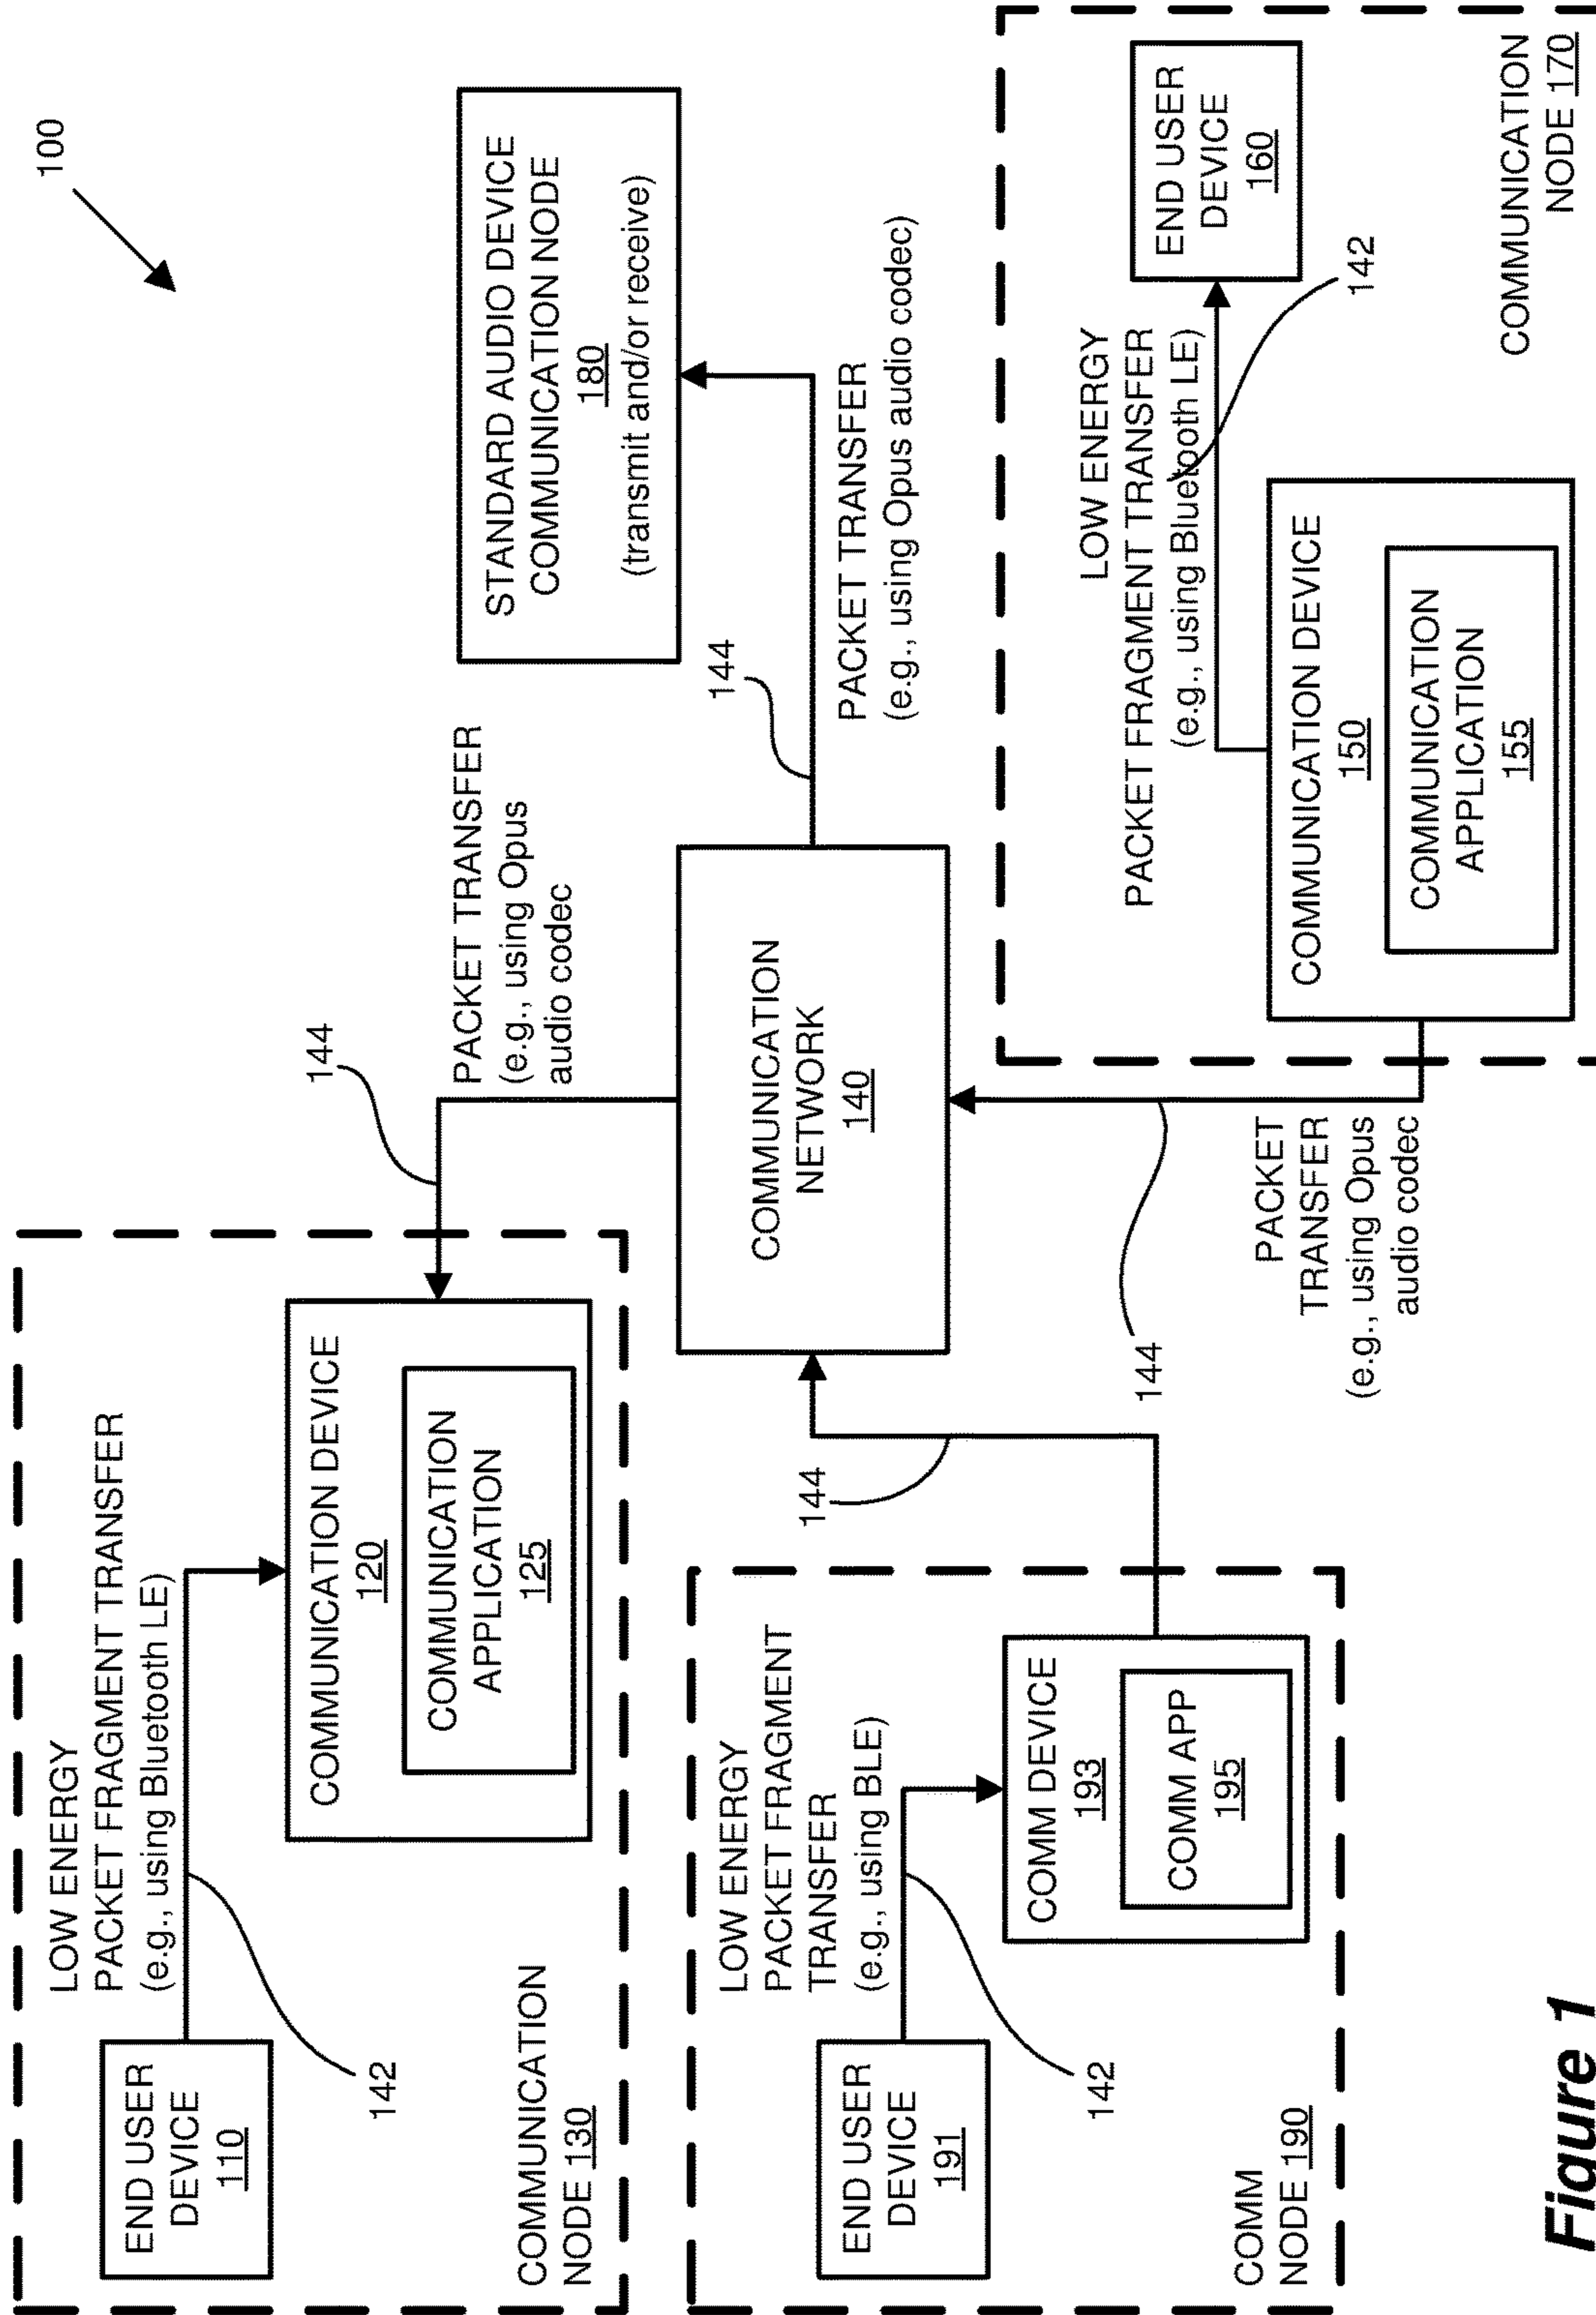 100
LOW ENERGY
PACKET FRAGMENT TRANSFER
(e.g., using Bluetooth LE)
END USER
DEVICE
110
142
COMMUNICATION DEVICE
120
COMMUNICATION
APPLICATION
125
COMMUNICATION
NODE 130
144
PACKET TRANSFER
(e.g., using Opus
audio codec
STANDARD AUDIO DEVICE
COMMUNICATION NODE
180
(transmit and/or receive)
144
PACKET TRANSFER
(e.g., using Opus audio codec)
COMMUNICATION
NETWORK
140
LOW ENERGY
PACKET FRAGMENT
TRANSFER
(e.g., using BLE)
END USER
DEVICE
191
142
COMM DEVICE
193
COMM APP
195
COMM
NODE 190
144
144
PACKET
TRANSFER
(e.g., using Opus
audio codec
LOW ENERGY
PACKET FRAGMENT TRANSFER
(e.g., using Bluetooth LE)
END USER
DEVICE
160
142
COMMUNICATION DEVICE
150
COMMUNICATION
APPLICATION
155
COMMUNICATION
NODE 170
Figure 1